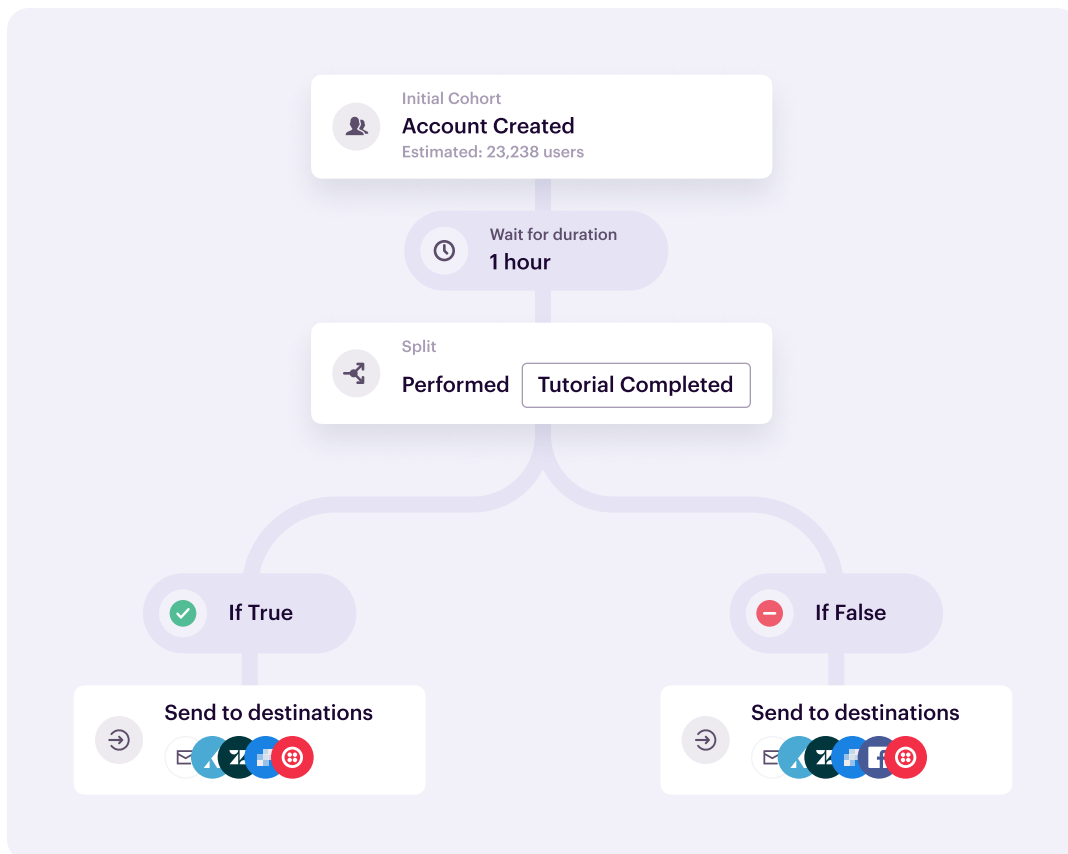 Initial Cohort
Account Created
Estimated: 23,238 users
Wait for duration
1 hour
Split
Performed Tutorial Completed
If True
If False
Send to destinations
Send to destinations